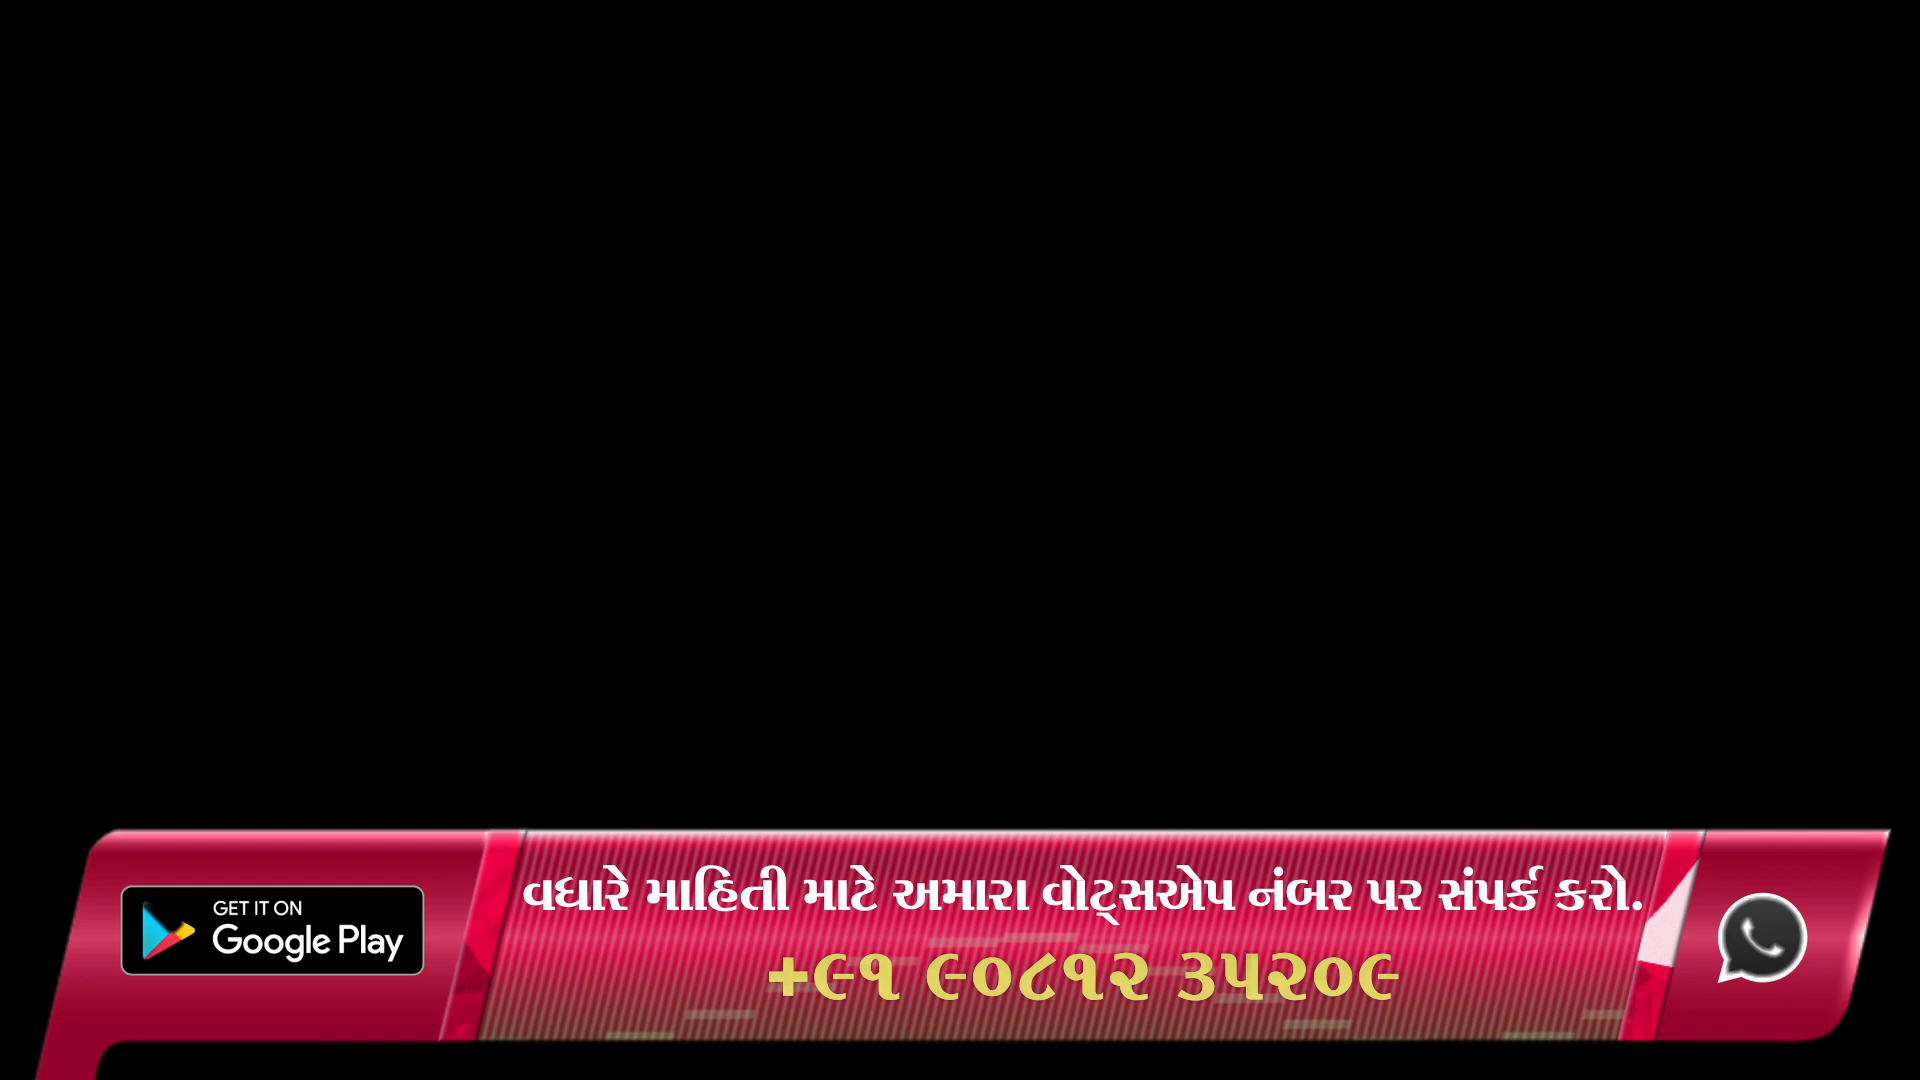 GET IT ON
Google Play
વધારે માહિતી માટે અમારા વોટ્સએપ નંબર પર સંપર્ક કરો.
+૯૧ ૯૦૮૧૨ ૩૫૨૦૯